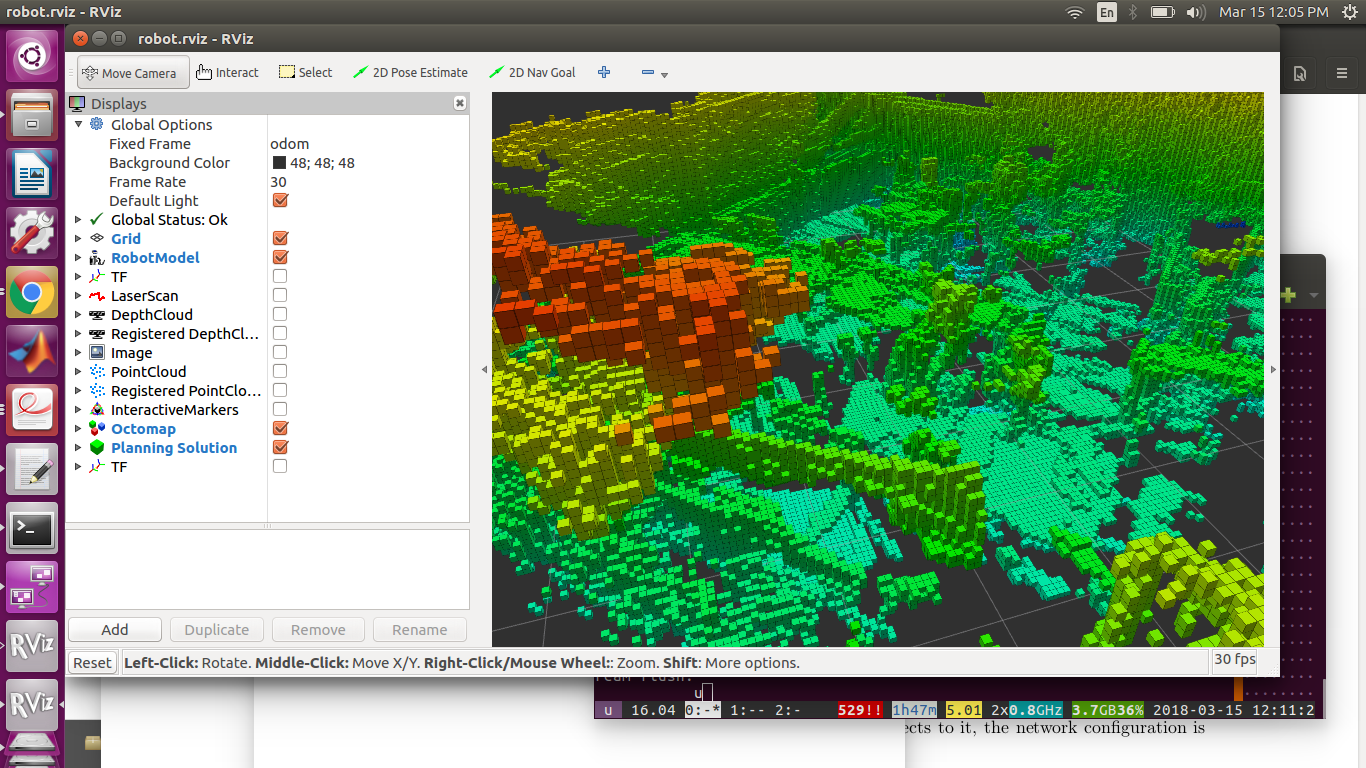 robot.rviz - RViz
En
Mar 15 12:05 PM
robot.rviz - RViz
Move Camera
Interact
Select
2D Pose Estimate
2D Nav Goal
Displays
Global Options
Fixed Frame odom
Background Color 48; 48; 48
Frame Rate 30
Default Light
Global Status: Ok
Grid
RobotModel
TF
LaserScan
DepthCloud
Registered DepthCl...
Image
PointCloud
Registered PointClo...
InteractiveMarkers
Octomap
Planning Solution
TF
Add
Duplicate
Remove
Rename
Reset
Left-Click: Rotate. Middle-Click: Move X/Y. Right-Click/Mouse Wheel:: Zoom. Shift: More options.
30 fps
RViz
RViz
u
u 16.04 0:-* 1:-- 2:- 529!! 1h47m 5.01 2x0.8GHz 3.7GB36% 2018-03-15 12:11:2
ects to it, the network configuration is